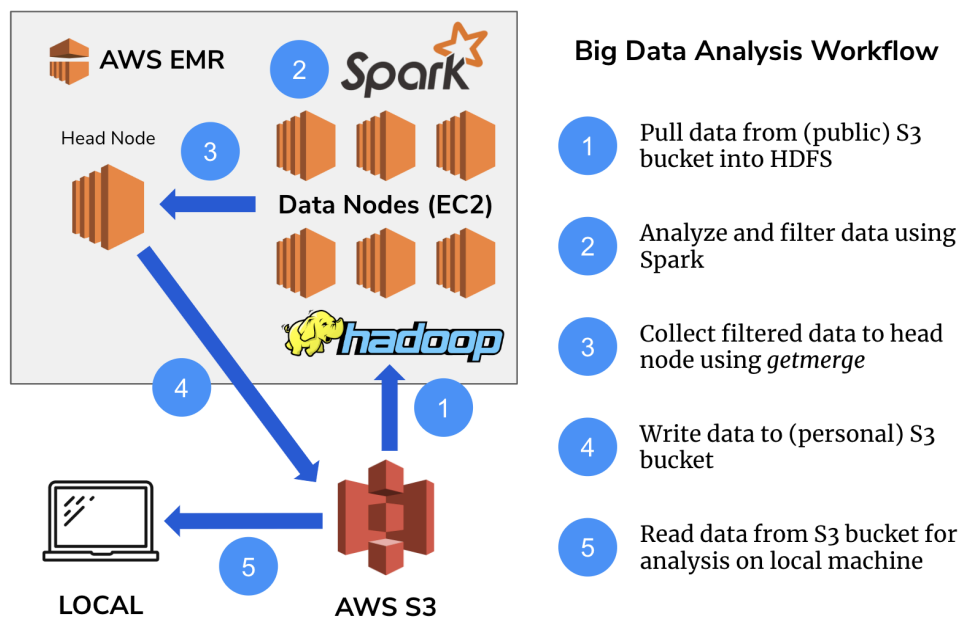 AWS EMR
2
Spark
Head Node
3
Data Nodes (EC2)
hadoop
4
1
5
LOCAL
AWS S3
Big Data Analysis Workflow
1
Pull data from (public) S3
bucket into HDFS
2
Analyze and filter data using
Spark
3
Collect filtered data to head
node using getmerge
4
Write data to (personal) S3
bucket
5
Read data from S3 bucket for
analysis on local machine